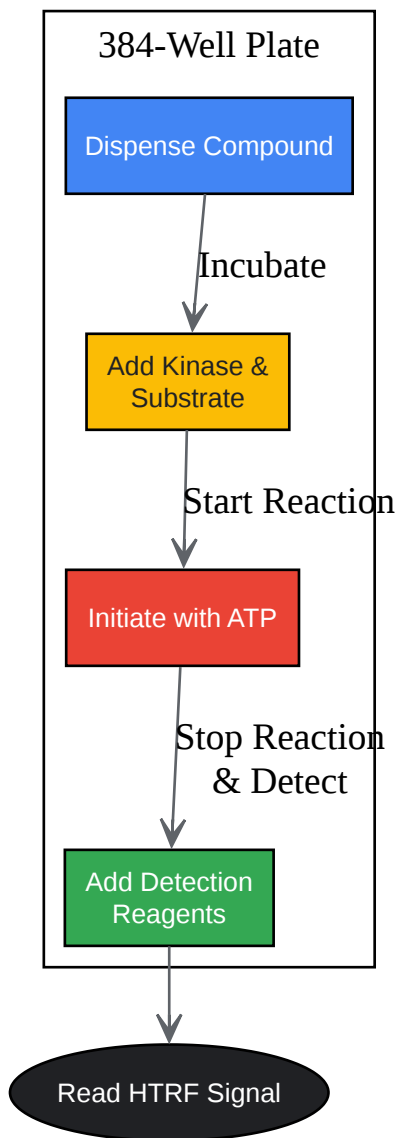 384-Well Plate
Dispense Compound
Incubate
Add Kinase &
Substrate
Start Reaction
Initiate with ATP
Stop Reaction
& Detect
Add Detection
Reagents
Read HTRF Signal